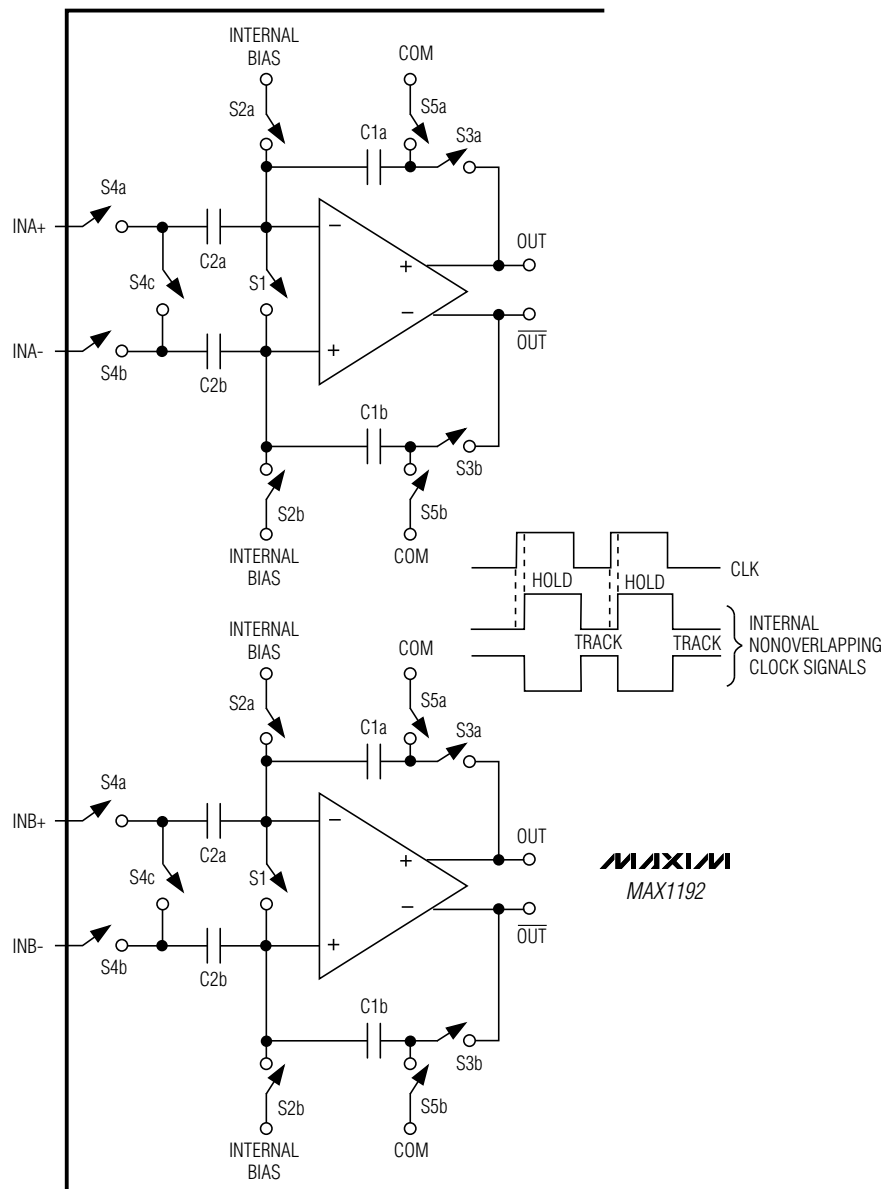 INTERNAL
BIAS
COM
S2a
S5a
C1a
S3a
S4a
INA+
−
C2a
OUT
+
S4c
S1
−
OUT
INA-
+
S4b
C2b
C1b
S3b
S2b
S5b
INTERNAL
BIAS
COM
CLK
HOLD
HOLD
TRACK
TRACK
INTERNAL
NONOVERLAPPING
CLOCK SIGNALS
INTERNAL
BIAS
COM
S2a
S5a
C1a
S3a
S4a
INB+
−
C2a
OUT
+
S4c
S1
−
OUT
INB-
+
S4b
C2b
MAXIM
MAX1192
C1b
S3b
S2b
S5b
INTERNAL
BIAS
COM